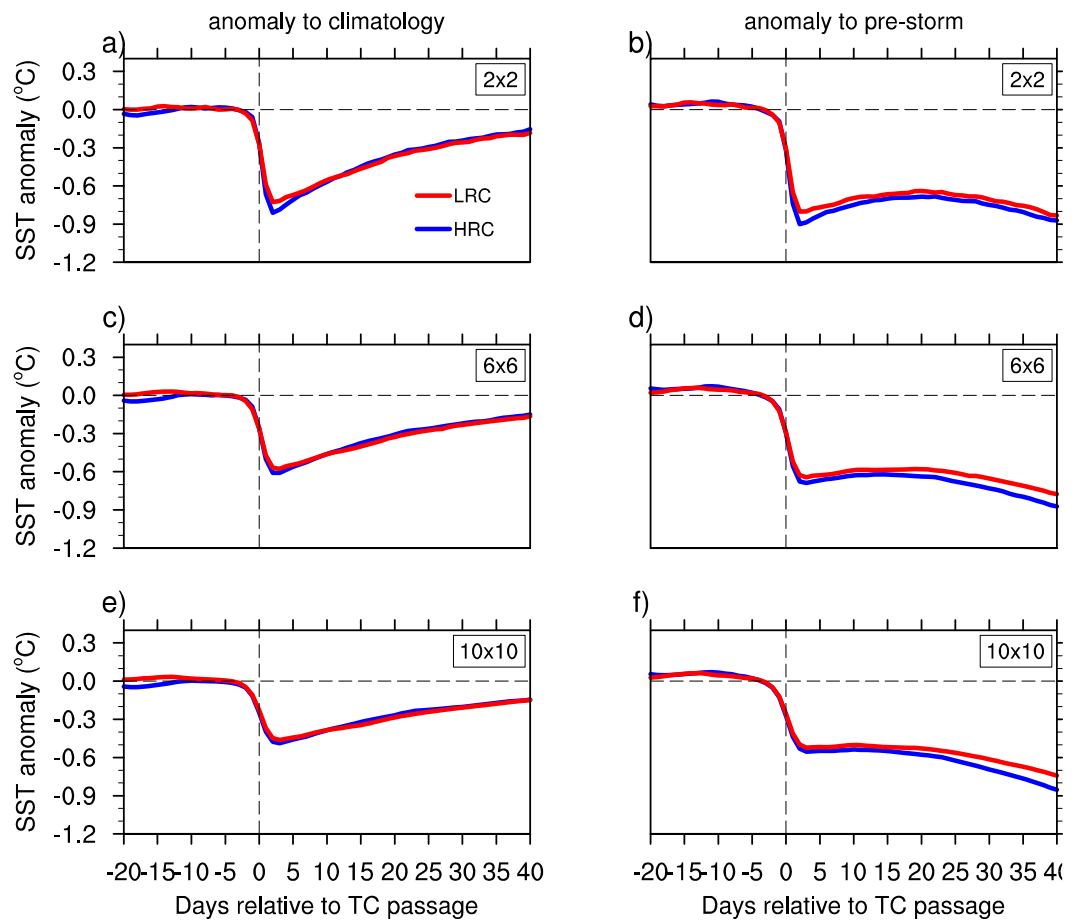 anomaly to climatology
anomaly to pre-storm
a)
b)
SST anomaly (°C)
0.3
0.0
-0.3
-0.6
-0.9
-1.2
2x2
LRC
HRC
2x2
c)
d)
SST anomaly (°C)
0.3
0.0
-0.3
-0.6
-0.9
-1.2
6x6
6x6
e)
f)
SST anomaly (°C)
0.3
0.0
-0.3
-0.6
-0.9
-1.2
10x10
10x10
-20 -15 -10 -5 0 5 10 15 20 25 30 35 40
-20 -15 -10 -5 0 5 10 15 20 25 30 35 40
Days relative to TC passage
Days relative to TC passage